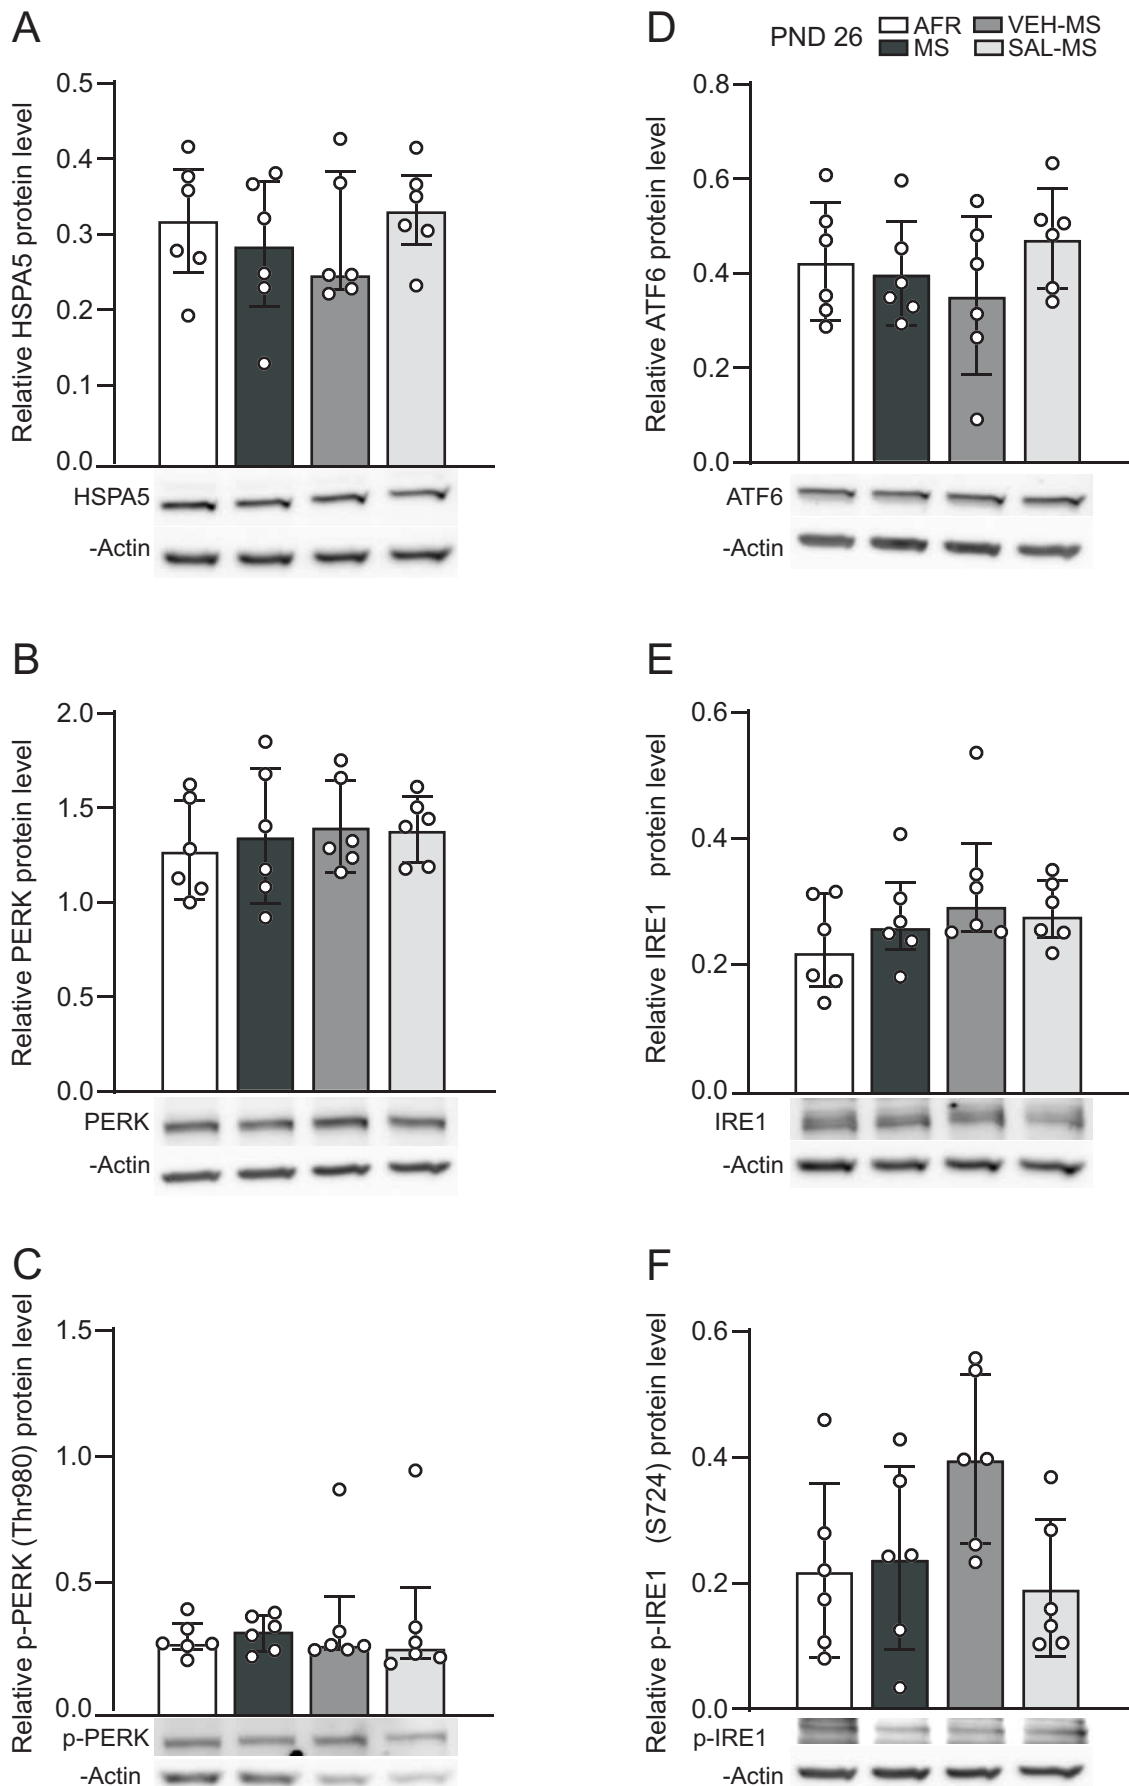 A
Relative HSPA5 protein level
0.5
0.4
0.3
0.2
0.1
0.0
HSPA5
-Actin
D
PND 26
AFR
VEH-MS
MS
SAL-MS
Relative ATF6 protein level
0.8
0.6
0.4
0.2
0.0
ATF6
-Actin
B
Relative PERK protein level
2.0
1.5
1.0
0.5
0.0
PERK
-Actin
E
Relative IRE1 protein level
0.6
0.4
0.2
0.0
IRE1
-Actin
C
Relative p-PERK (Thr980) protein level
1.5
1.0
0.5
0.0
p-PERK
-Actin
F
Relative p-IRE1 (S724) protein level
0.6
0.4
0.2
0.0
p-IRE1
-Actin